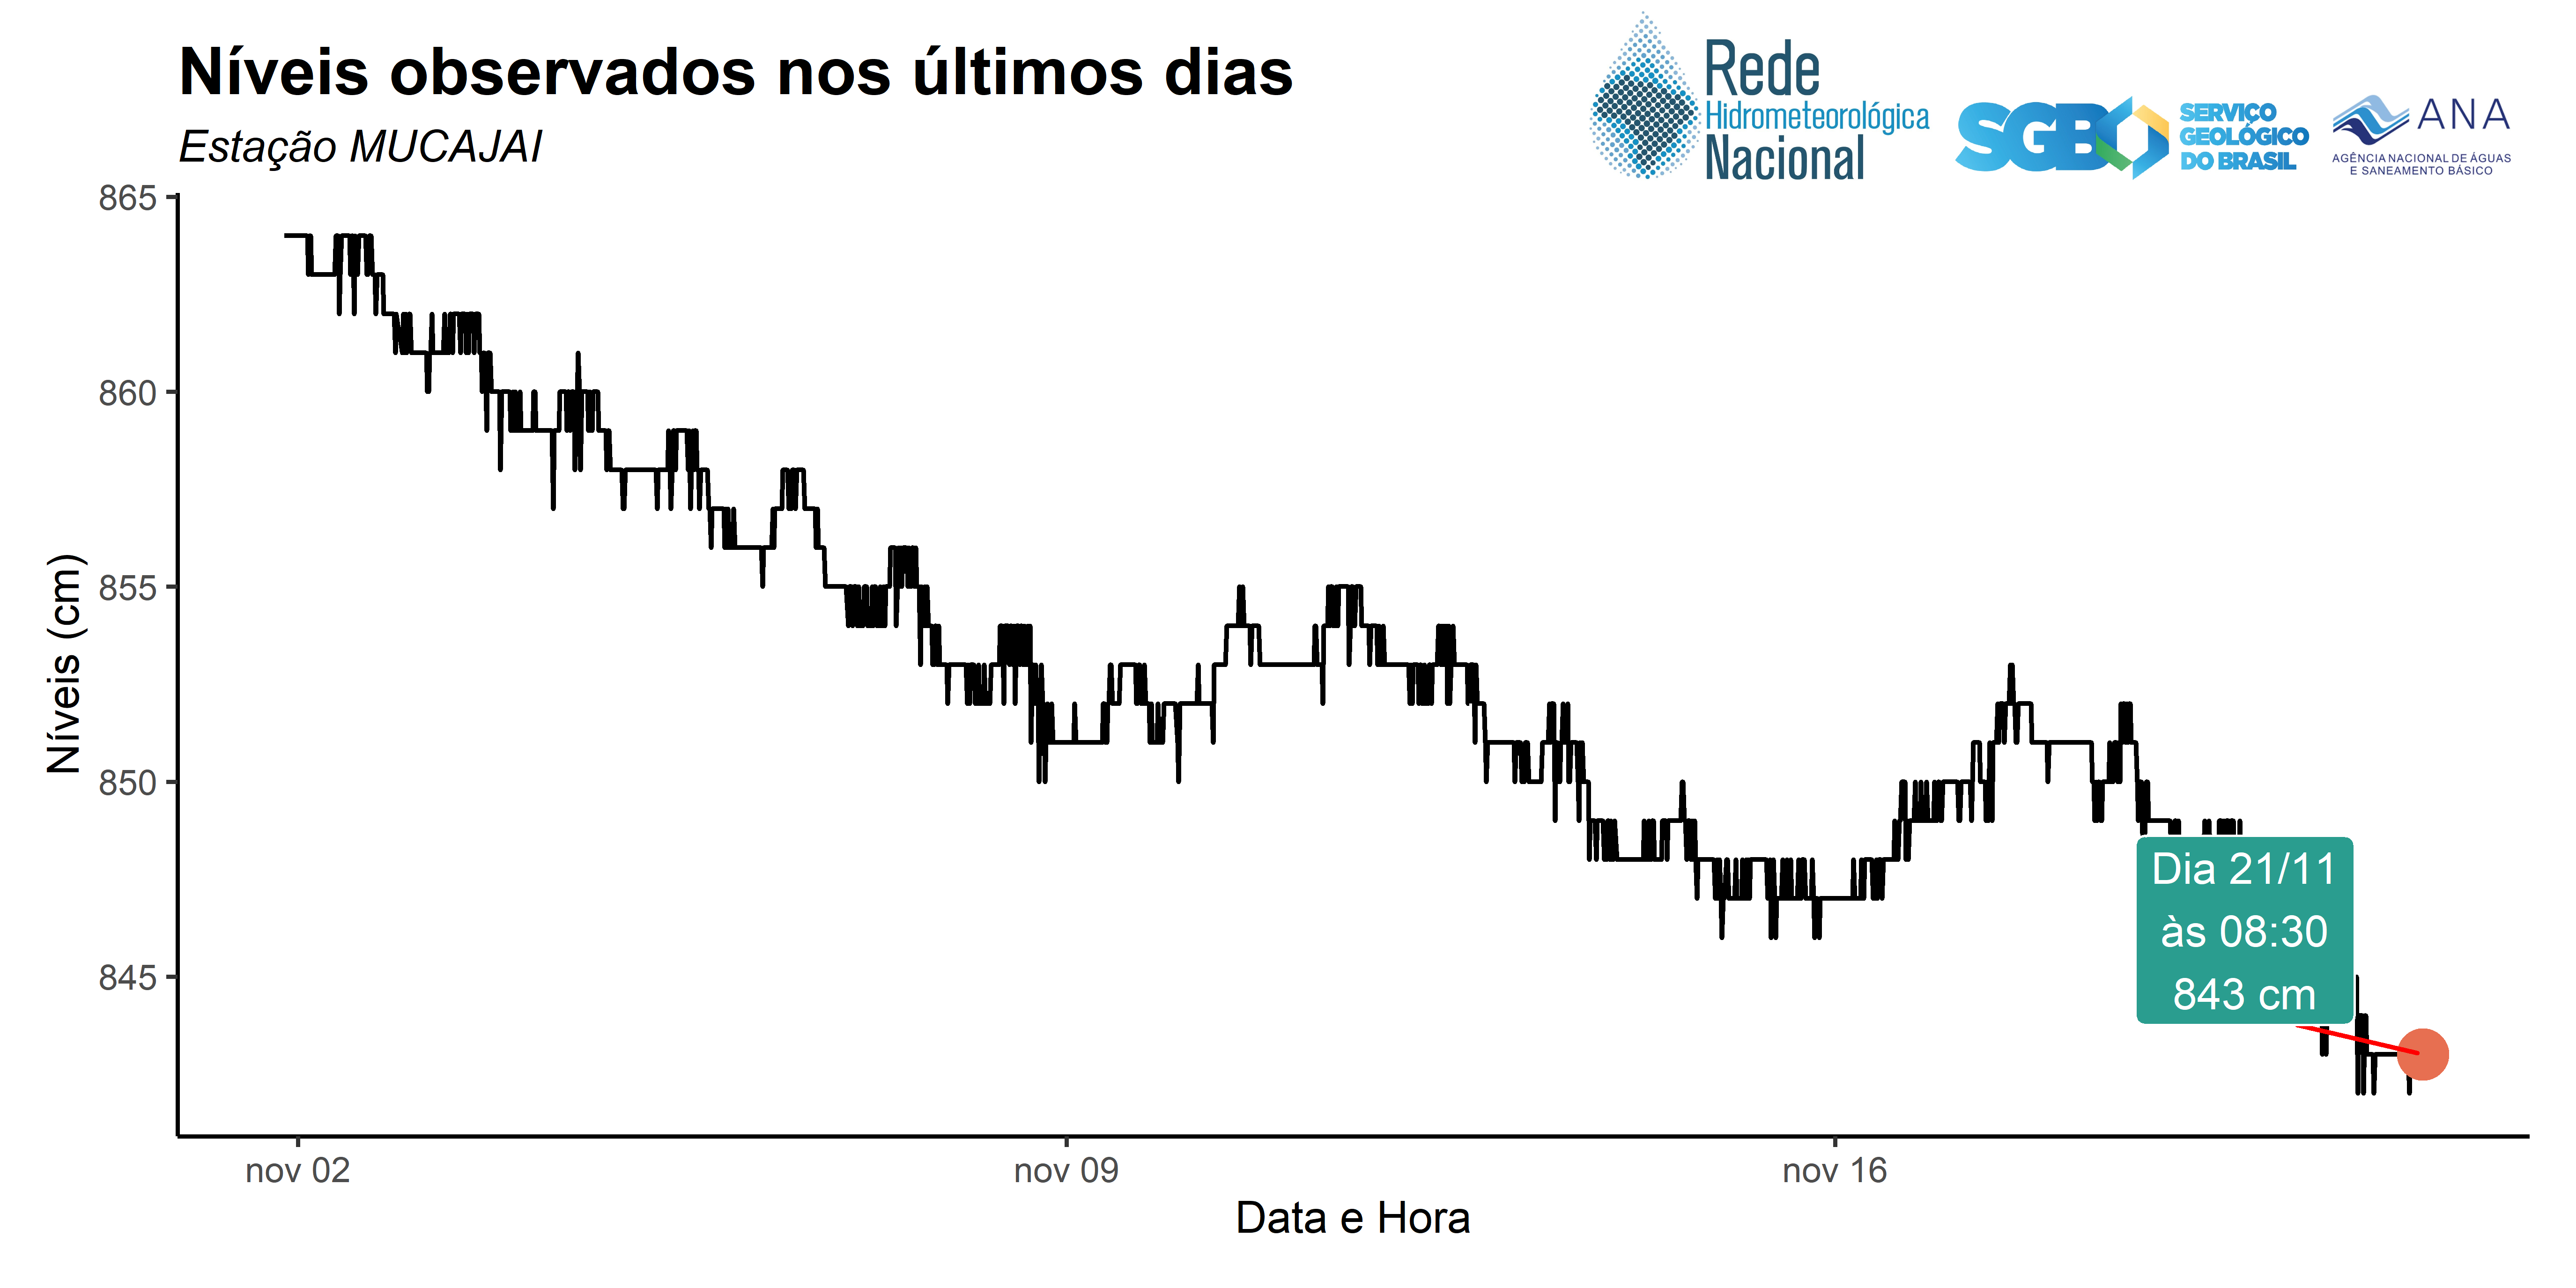 Níveis observados nos últimos dias
Estação MUCAJAI
Rede
Hidrometeorológica
Nacional
SGB
SERVIÇO
GEOLÓGICO
DO BRASIL
ANA
AGÊNCIA NACIONAL DE ÁGUAS
E SANEAMENTO BÁSICO
865
860
855
850
845
Níveis (cm)
Dia 21/11
às 08:30
843 cm
nov 02
nov 09
nov 16
Data e Hora